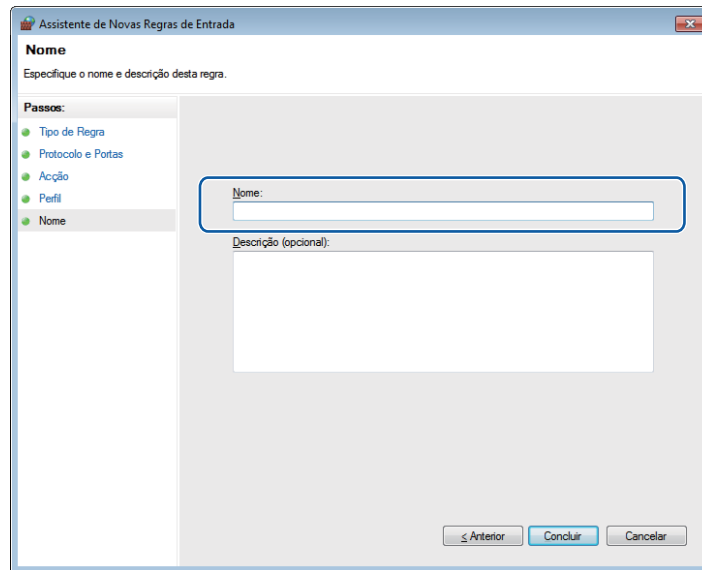 Assistente de Novas Regras de Entrada
Nome
Especifique o nome e descrição desta regra.
Passos:
Tipo de Regra
Protocolo e Portas
Acção
Perfil
Nome
Nome:
Descrição (opcional):
< Anterior
Concluir
Cancelar